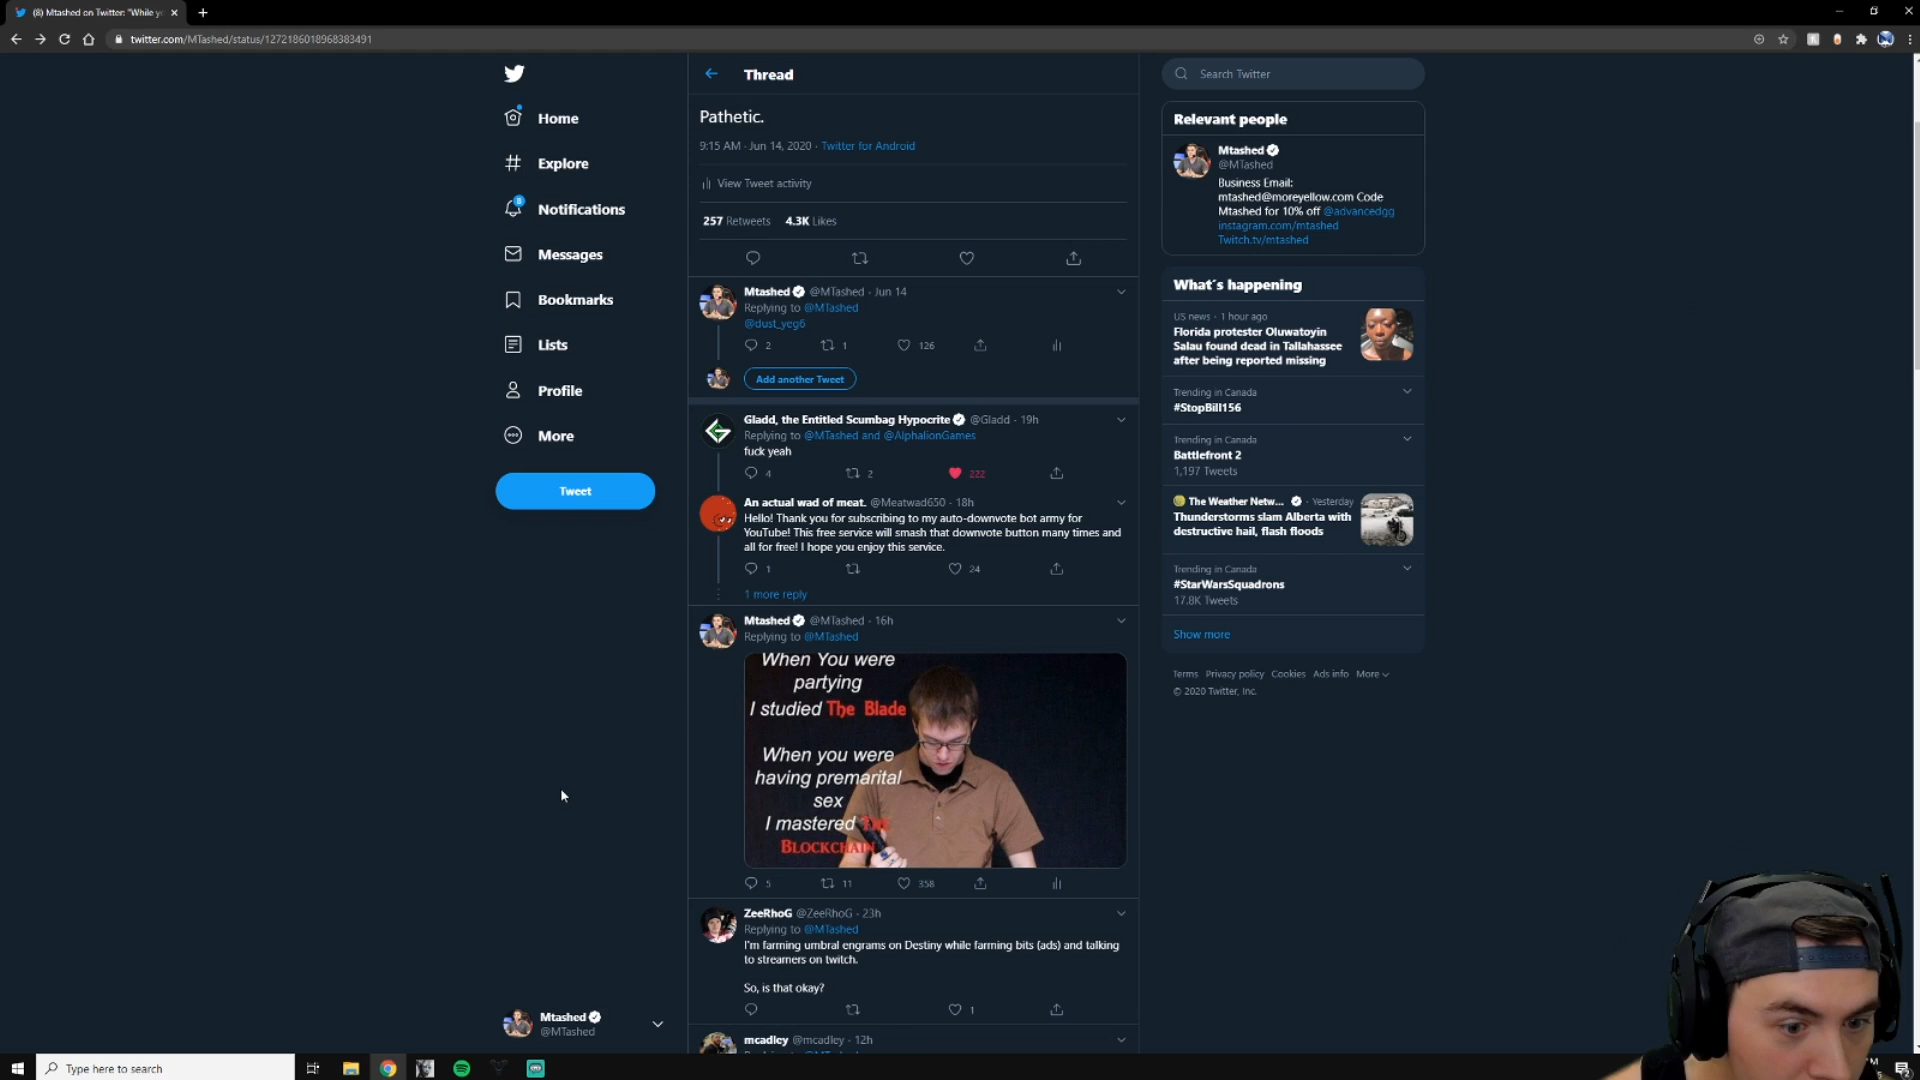 (8) Mtashed on Twitter: "While y
twitter.com/MTashed/status/1272186018968383491
Home
Explore
8
Notifications
Messages
Bookmarks
Lists
Profile
More
Tweet
Mtashed
@MTashed
Thread
Pathetic.
9:15 AM · Jun 14, 2020 · Twitter for Android
View Tweet activity
257 Retweets 4.3K Likes
Mtashed @MTashed · Jun 14
Replying to @MTashed
@dust_yeg6
2 1 126
Add another Tweet
Gladd, the Entitled Scumbag Hypocrite @Gladd · 19h
Replying to @MTashed and @AlphalionGames
fuck yeah
4 2 222
An actual wad of meat. @Meatwad650 · 18h
Hello! Thank you for subscribing to my auto-downvote bot army for
YouTube! This free service will smash that downvote button many times and
all for free! I hope you enjoy this service.
1 24
1 more reply
Mtashed @MTashed · 16h
Replying to @MTashed
When You were
partying
I studied The Blade
When you were
having premarital
sex
I mastered The
Blockchain
5 11 358
ZeeRhoG @ZeeRhoG · 23h
Replying to @MTashed
I'm farming umbral engrams on Destiny while farming bits (ads) and talking
to streamers on twitch.
So, is that okay?
1
mcadley @mcadley · 12h
Search Twitter
Relevant people
Mtashed
@MTashed
Business Email:
mtashed@moreyellow.com Code
Mtashed for 10% off @advancedgg
instagram.com/mtashed
Twitch.tv/mtashed
What's happening
US news · 1 hour ago
Florida protester Oluwatoyin
Salau found dead in Tallahassee
after being reported missing
Trending in Canada
#StopBill156
Trending in Canada
Battlefront 2
1,197 Tweets
The Weather Netw... · Yesterday
Thunderstorms slam Alberta with
destructive hail, flash floods
Trending in Canada
#StarWarsSquadrons
17.8K Tweets
Show more
Terms Privacy policy Cookies Ads info More
© 2020 Twitter, Inc.
Type here to search